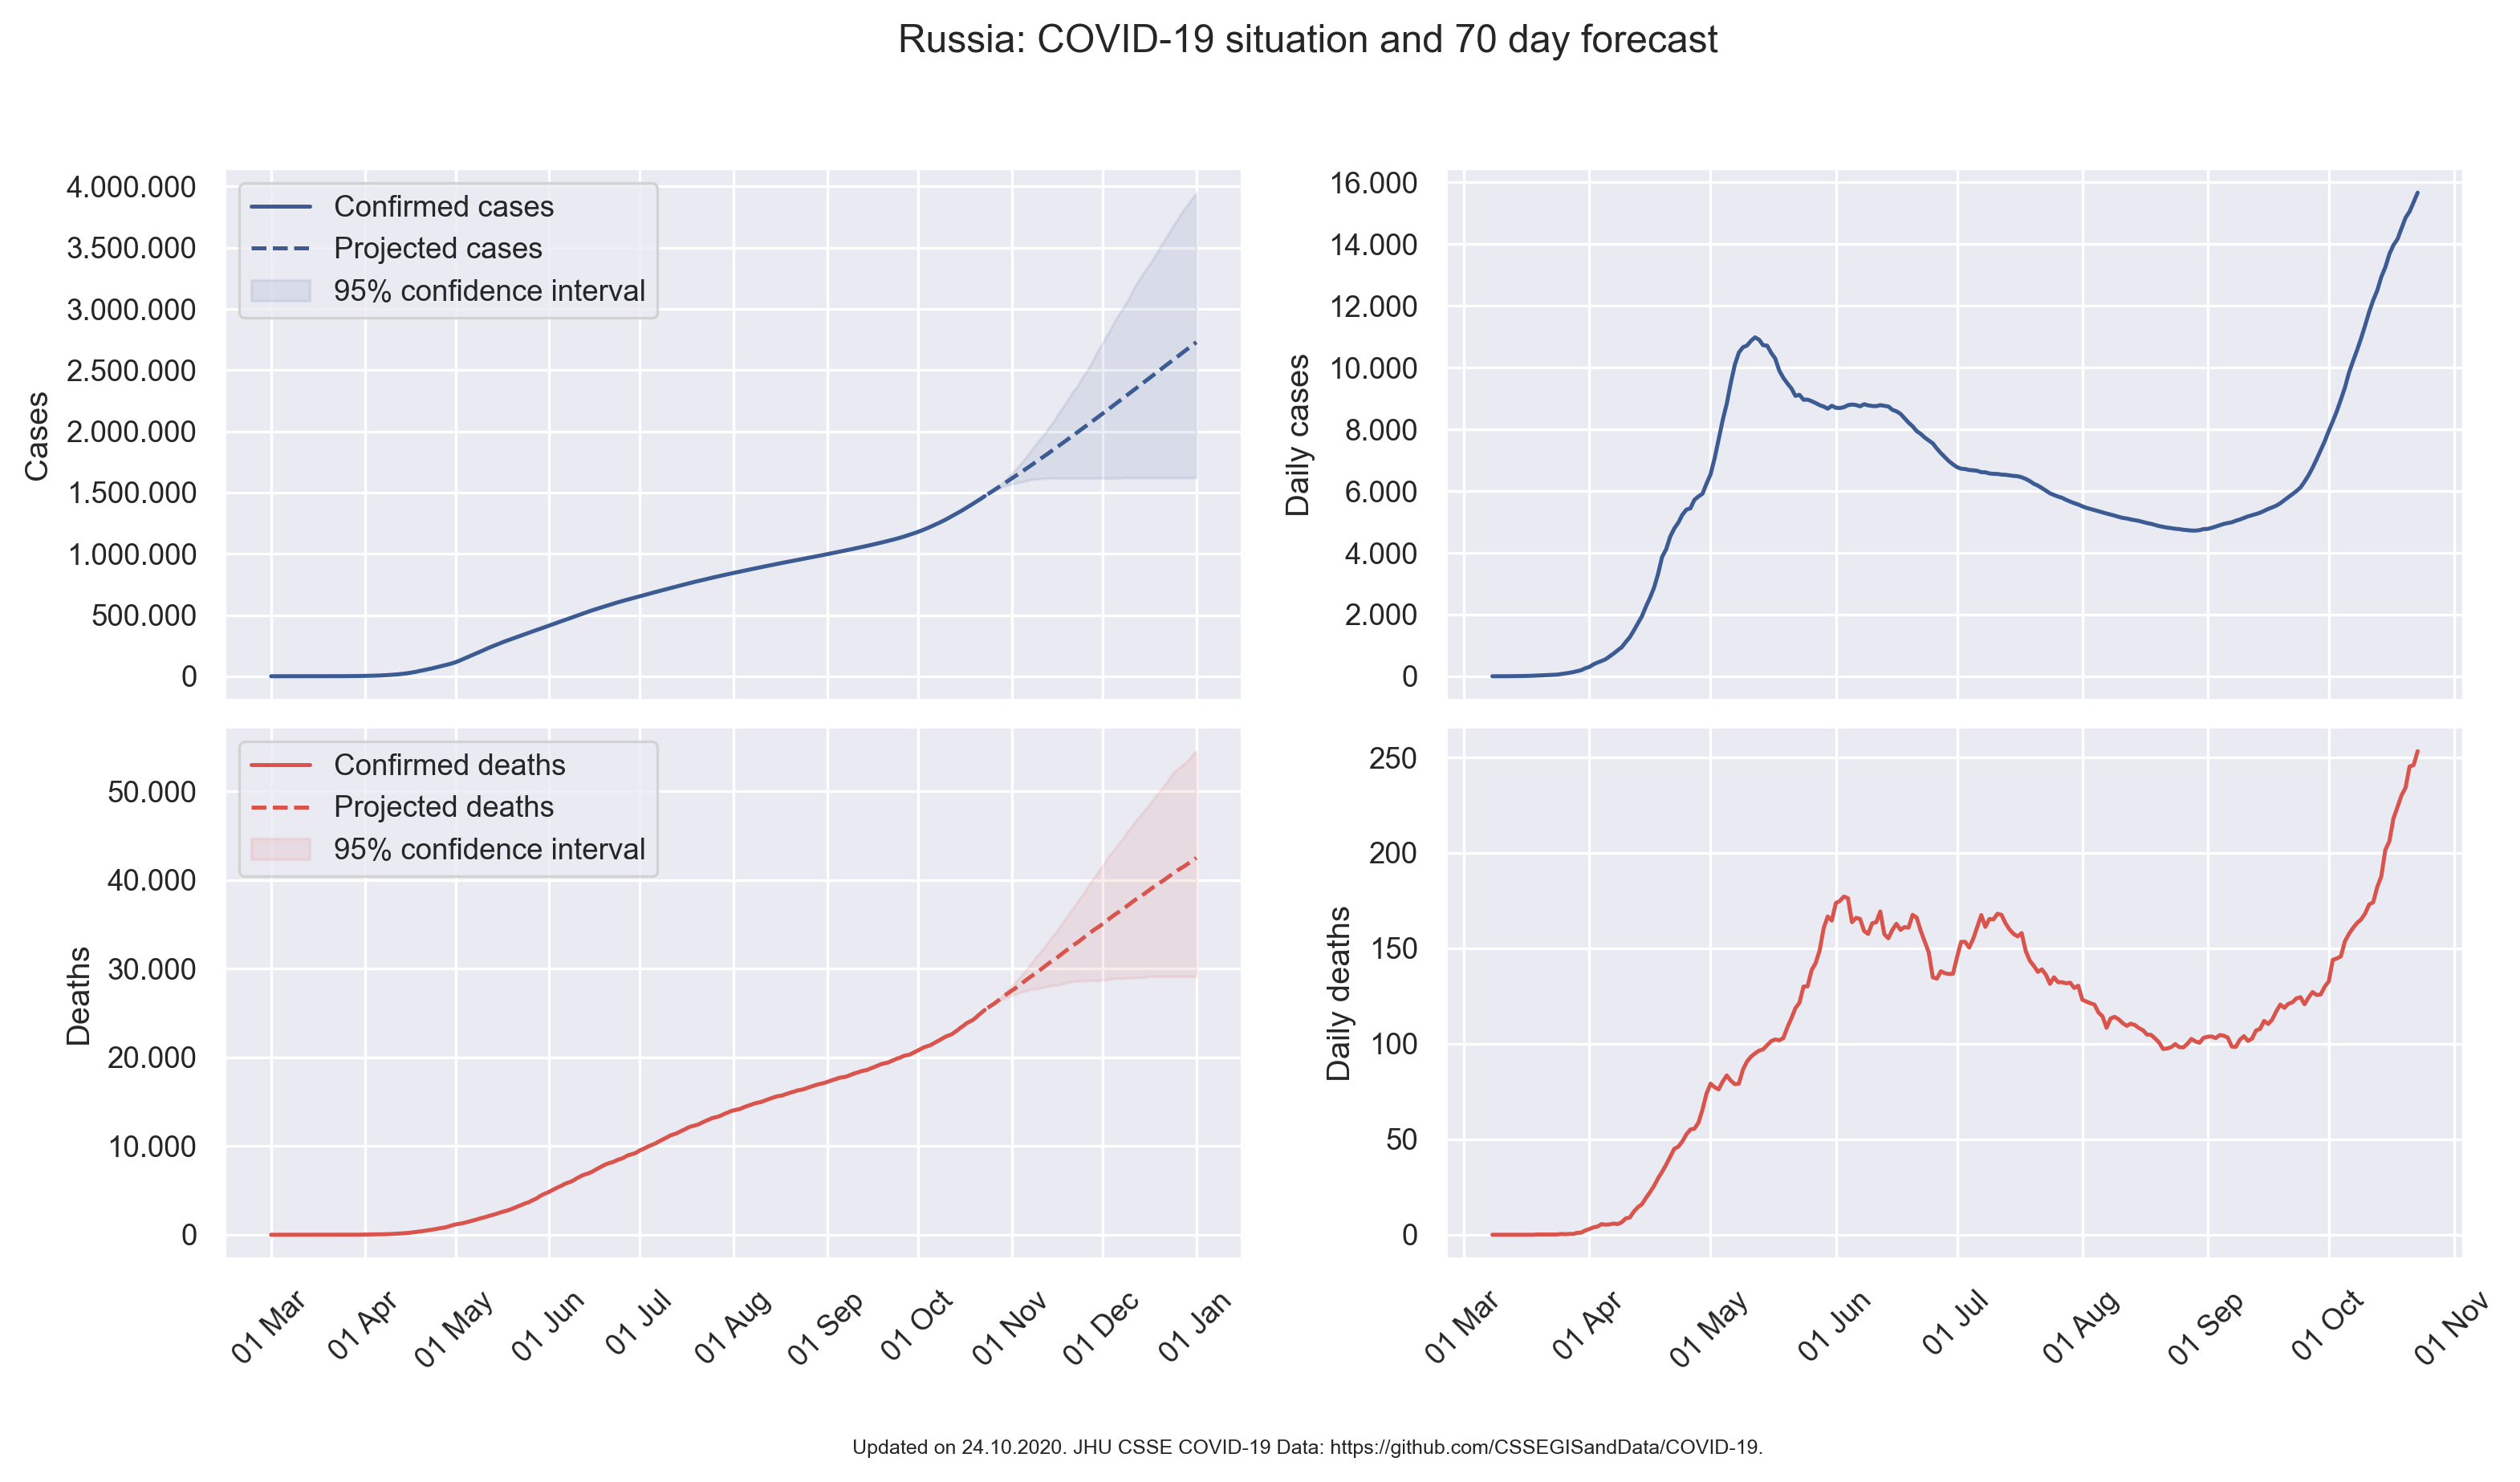 Russia: COVID-19 situation and 70 day forecast
Cases
4.000.000
3.500.000
3.000.000
2.500.000
2.000.000
1.500.000
1.000.000
500.000
0
Confirmed cases
Projected cases
95% confidence interval
Daily cases
16.000
14.000
12.000
10.000
8.000
6.000
4.000
2.000
0
Deaths
50.000
40.000
30.000
20.000
10.000
0
Confirmed deaths
Projected deaths
95% confidence interval
01 Mar
01 Apr
01 May
01 Jun
01 Jul
01 Aug
01 Sep
01 Oct
01 Nov
01 Dec
01 Jan
Daily deaths
250
200
150
100
50
0
01 Mar
01 Apr
01 May
01 Jun
01 Jul
01 Aug
01 Sep
01 Oct
01 Nov
Updated on 24.10.2020. JHU CSSE COVID-19 Data: https://github.com/CSSEGISandData/COVID-19.